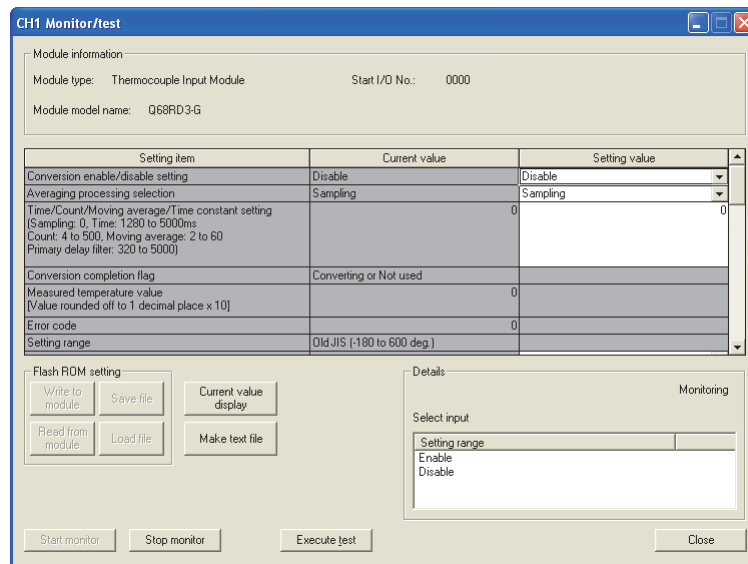 CH1 Monitor/test
Module information
Module type: Thermocouple Input Module Start I/O No.: 0000
Module model name: Q68RD3-G
Setting item Current value Setting value
Conversion enable/disable setting Disable Disable
Averaging processing selection Sampling Sampling
Time/Count/Moving average/Time constant setting 0 0
(Sampling: 0, Time: 1280 to 5000ms
Count: 4 to 500, Moving average: 2 to 60
Primary delay filter: 320 to 5000)
Conversion completion flag Converting or Not used
Measured temperature value 0
[Value rounded off to 1 decimal place x 10]
Error code 0
Setting range Old JIS (-180 to 600 deg.)
Flash ROM setting
Write to
module
Save file
Current value
display
Read from
module
Load file
Make text file
Details
Monitoring
Select input
Setting range
Enable
Disable
Start monitor Stop monitor Execute test Close